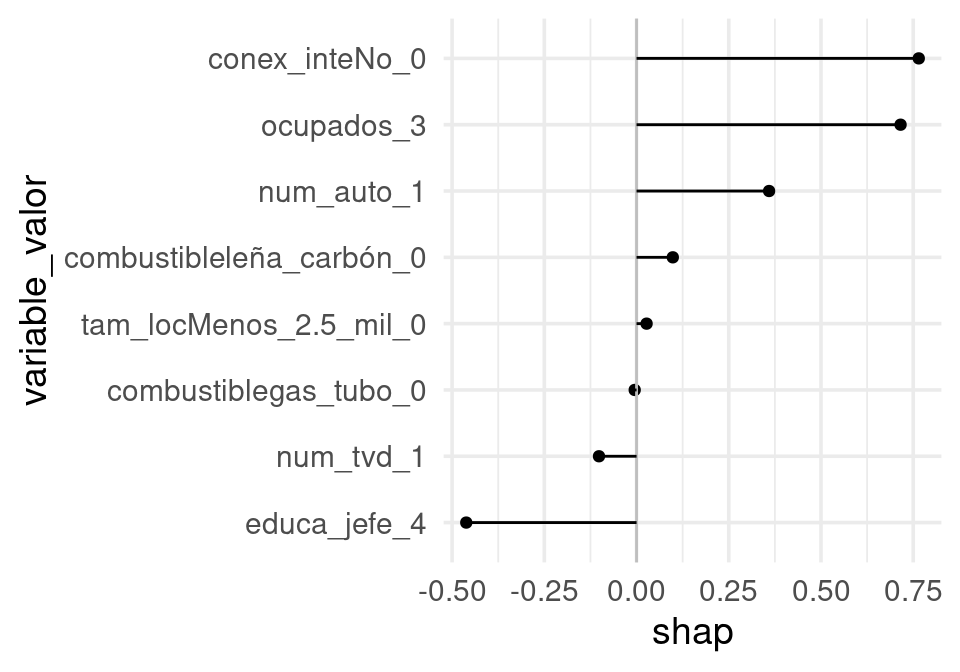 variable_valor
conex_inteNo_0
ocupados_3
num_auto_1
combustibleleña_carbón_0
tam_locMenos_2.5_mil_0
combustiblegas_tubo_0
num_tvd_1
educa_jefe_4
-0.50 -0.25 0.00 0.25 0.50 0.75
shap